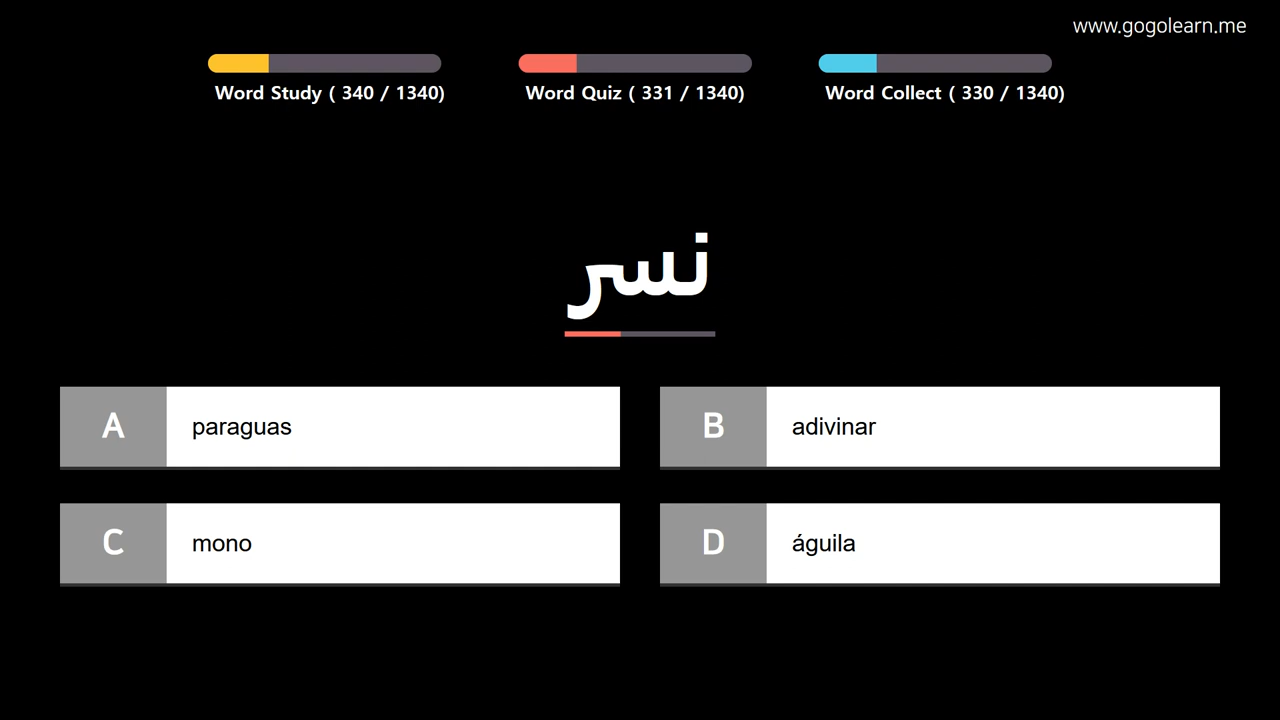 www.gogolearn.me
Word Study ( 340 / 1340)
Word Quiz ( 331 / 1340)
Word Collect ( 330 / 1340)
نسر
A paraguas
B adivinar
C mono
D águila